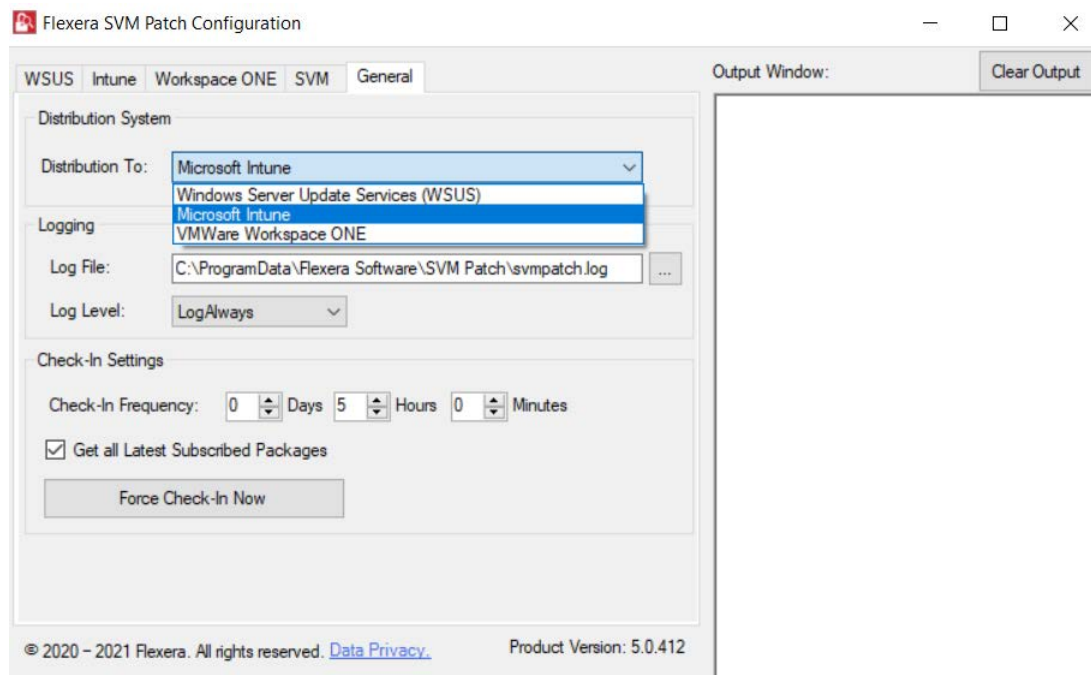 Flexera SVM Patch Configuration
WSUS Intune Workspace ONE SVM General
Distribution System
Distribution To: Microsoft Intune
Windows Server Update Services (WSUS)
Microsoft Intune
VMWare Workspace ONE
Logging
Log File: C:\ProgramData\Flexera Software\SVM Patch\svmpatch.log ...
Log Level: LogAlways
Check-In Settings
Check-In Frequency: 0 Days 5 Hours 0 Minutes
Get all Latest Subscribed Packages
Force Check-In Now
© 2020 – 2021 Flexera. All rights reserved. Data Privacy. Product Version: 5.0.412
Output Window: Clear Output